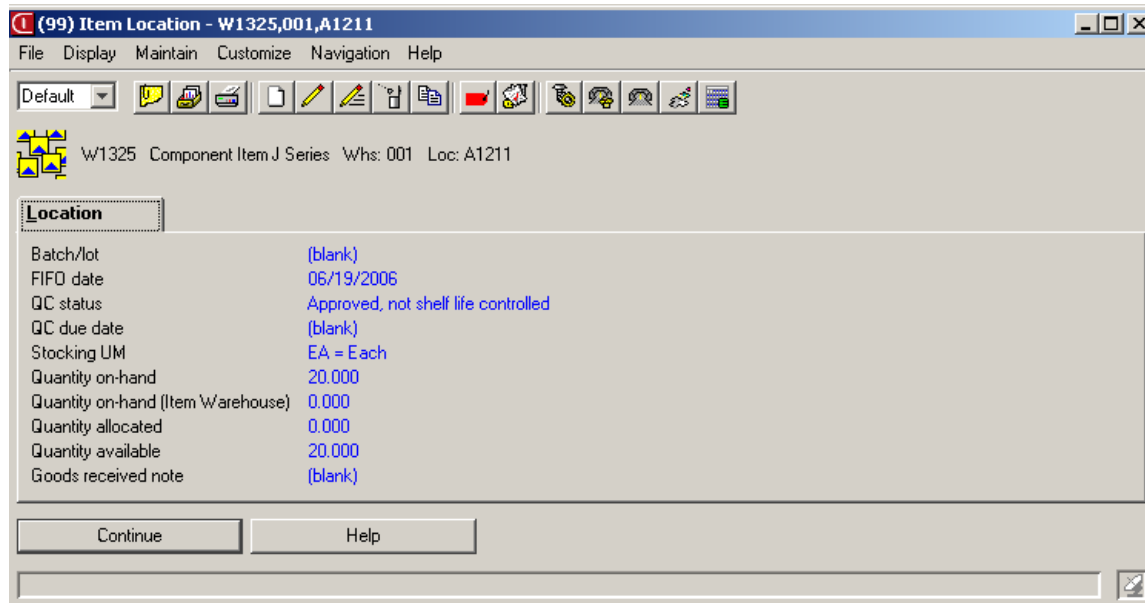 (99) Item Location - W1325,001,A1211
File Display Maintain Customize Navigation Help
Default
W1325 Component Item J Series Whs: 001 Loc: A1211
Location
Batch/lot (blank)
FIFO date 06/19/2006
QC status Approved, not shelf life controlled
QC due date (blank)
Stocking UM EA = Each
Quantity on-hand 20.000
Quantity on-hand (Item Warehouse) 0.000
Quantity allocated 0.000
Quantity available 20.000
Goods received note (blank)
Continue Help